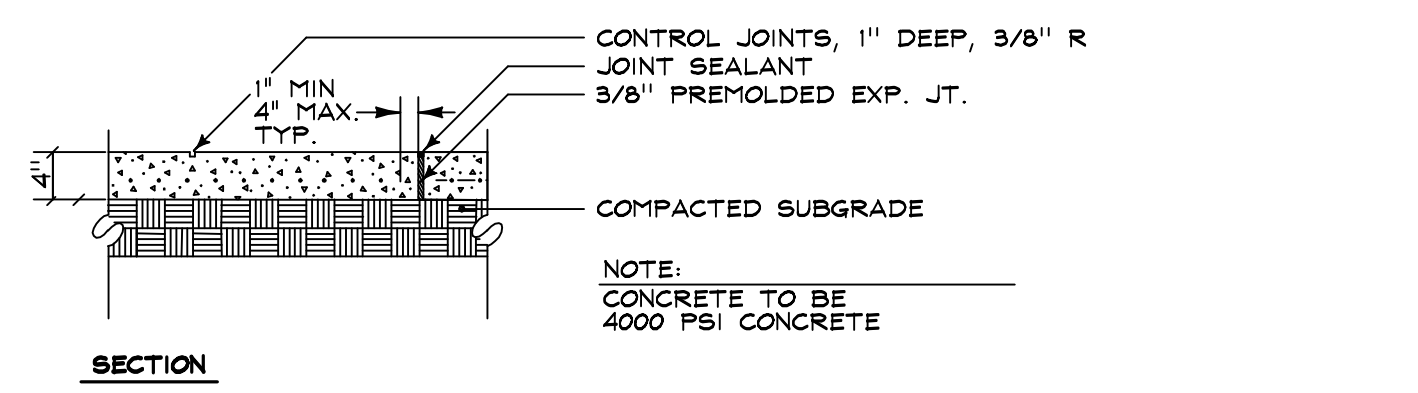 CONTROL JOINTS, 1" DEEP, 3/8" R
JOINT SEALANT
3/8" PREMOLDED EXP. JT.
1" MIN
4" MAX.
TYP.
4"
COMPACTED SUBGRADE
NOTE:
CONCRETE TO BE
4000 PSI CONCRETE
SECTION